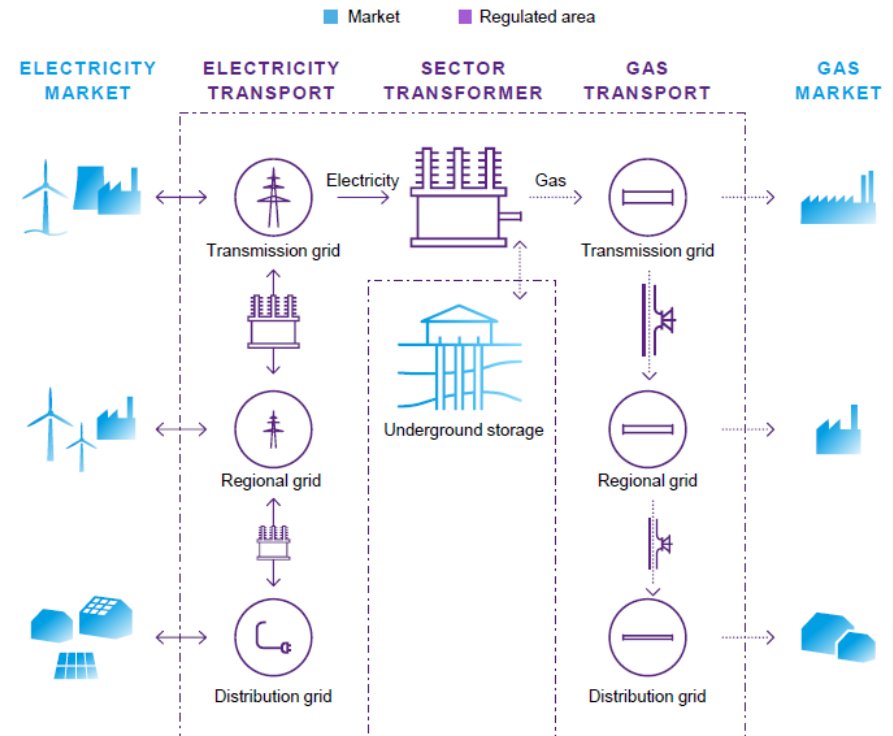 Market
Regulated area
ELECTRICITY
MARKET
ELECTRICITY
TRANSPORT
SECTOR
TRANSFORMER
GAS
TRANSPORT
GAS
MARKET
Electricity
Gas
Transmission grid
Transmission grid
Underground storage
Regional grid
Regional grid
Distribution grid
Distribution grid